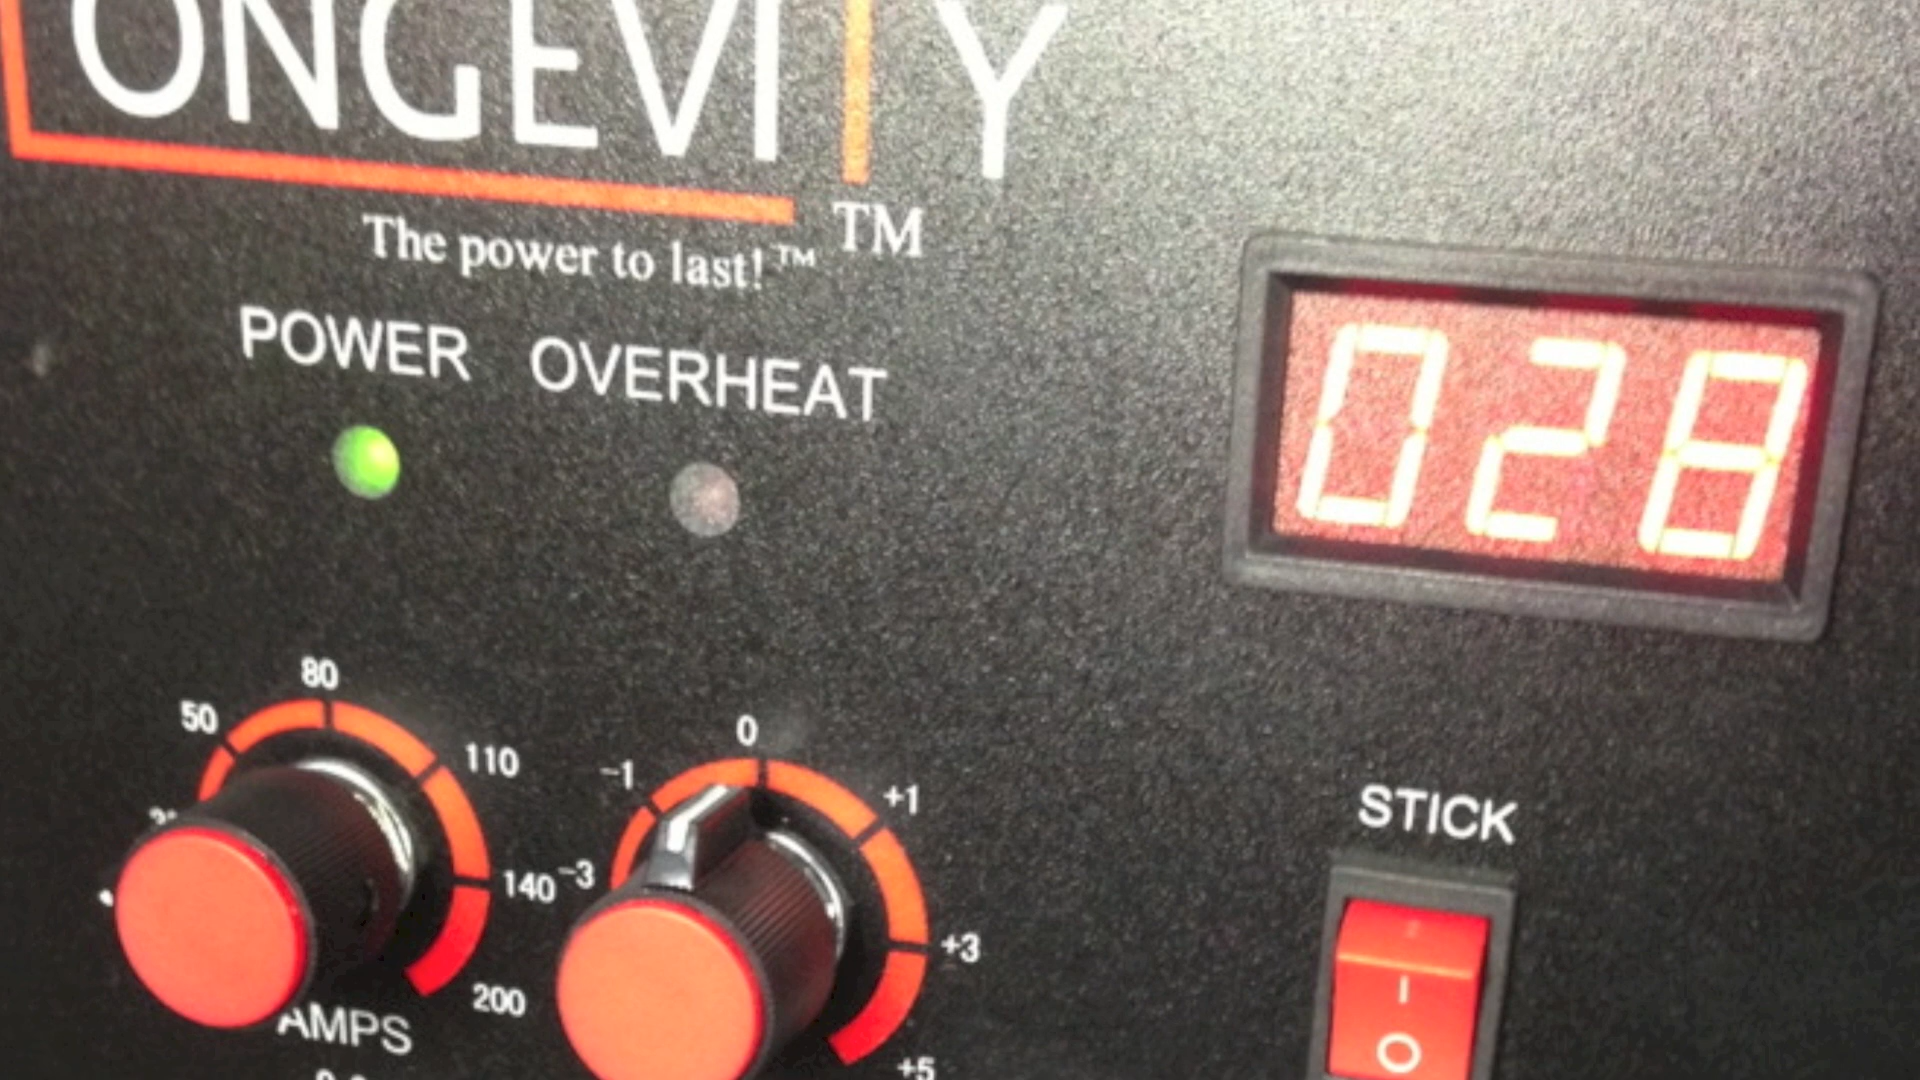 ONGEVITY
TM
The power to last!™
POWER OVERHEAT
028
80
50
110
140
200
AMPS
0
-1
+1
-3
+3
+5
STICK
I
O